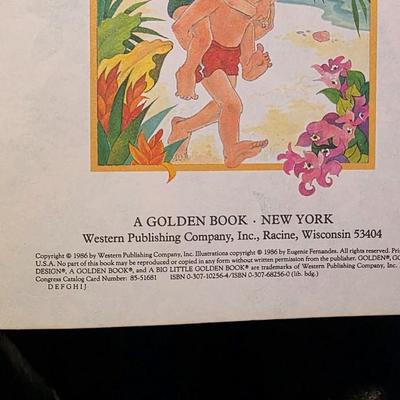 A GOLDEN BOOK · NEW YORK
Western Publishing Company, Inc., Racine, Wisconsin 53404
Copyright © 1986 by Western Publishing Company, Inc. Illustrations copyright © 1986 by Eugenie Fernandes. All rights reserved.
U.S.A. No part of this book may be reproduced or copied in any form without written permission from the publisher. GOLDEN®,
DESIGN®, A GOLDEN BOOK®, and A BIG LITTLE GOLDEN BOOK® are trademarks of Western Publishing Company, Inc.
Congress Catalog Card Number: 85-51681 ISBN 0-307-10256-4/ISBN 0-307-68256-0 (lib. bdg.)
D E F G H I J